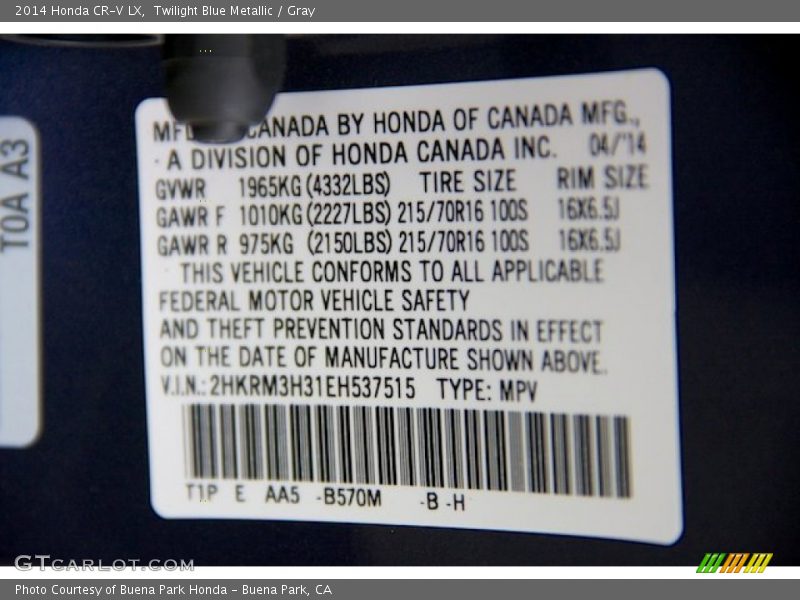 2014 Honda CR-V LX, Twilight Blue Metallic / Gray
T0A A3
CANADA BY HONDA OF CANADA MFG.,
A DIVISION OF HONDA CANADA INC. 04/'14
GVWR 1965KG (4332LBS) TIRE SIZE RIM SIZE
GAWR F 1010KG (2227LBS) 215/70R16 100S 16X6.5J
GAWR R 975KG (2150LBS) 215/70R16 100S 16X6.5J
THIS VEHICLE CONFORMS TO ALL APPLICABLE
FEDERAL MOTOR VEHICLE SAFETY
AND THEFT PREVENTION STANDARDS IN EFFECT
ON THE DATE OF MANUFACTURE SHOWN ABOVE.
V.I.N.: 2HKRM3H31EH537515 TYPE: MPV
T1P E AA5 -B570M -B -H
GTcarlot.com
Photo Courtesy of Buena Park Honda - Buena Park, CA